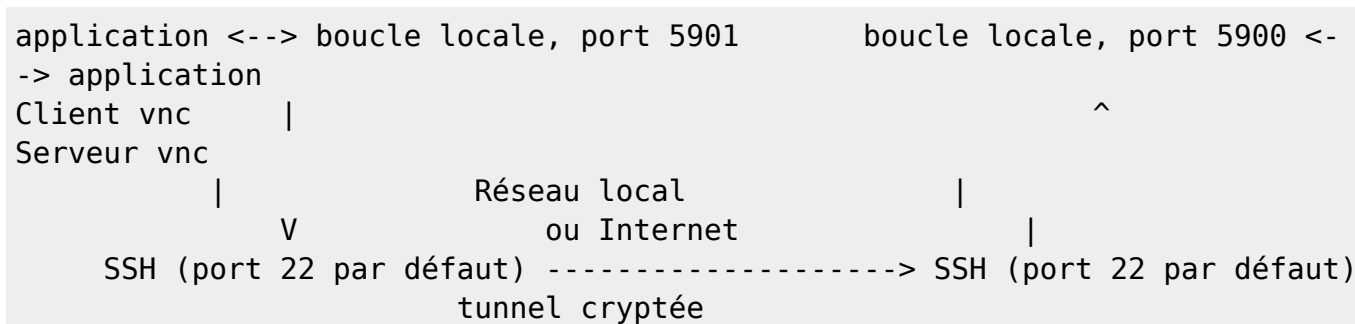 application <--> boucle locale, port 5901        boucle locale, port 5900 <-
-> application
Client vnc     |                                             ^
Serveur vnc
           |              Réseau local               |
               V              ou Internet                |
     SSH (port 22 par défaut) --------------------> SSH (port 22 par défaut)
                         tunnel cryptée